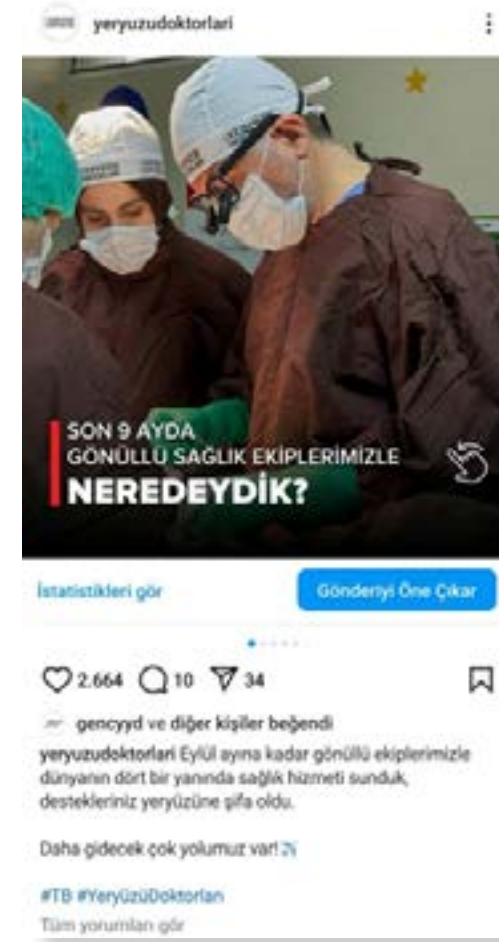 yeryuzudoktorlari
SON 9 AYDA
GÖNÜLLÜ SAĞLIK EKİPLERİMİZLE
NEREDEYDİK?
İstatistikleri gör
Gönderiyi Öne Çıkar
2.664 10 34
gencyyd ve diğer kişiler beğendi
yeryuzudoktorlari Eylül ayına kadar gönüllü ekiplerimizle
dünyanın dört bir yanında sağlık hizmeti sunduk,
destekleriniz yeryüzüne şifa oldu.
Daha gidecek çok yolumuz var!
#TB #YeryüzüDoktorları
Tüm yorumları gör